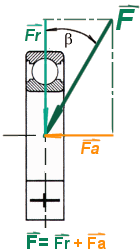 Fr
β
F
Fa
F = Fr + Fa